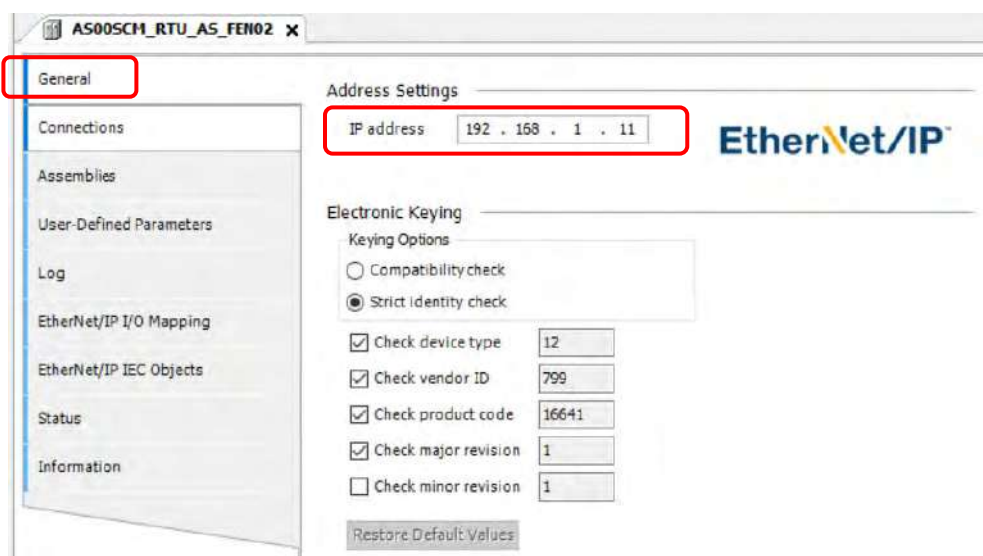 AS00SCM_RTU_AS_FEN02 X
General
Connections
Assemblies
User-Defined Parameters
Log
EtherNet/IP I/O Mapping
EtherNet/IP IEC Objects
Status
Information
Address Settings
IP address 192 . 168 . 1 . 11
EtherNet/IP
Electronic Keying
Keying Options
Compatibility check
Strict identity check
Check device type 12
Check vendor ID 799
Check product code 16641
Check major revision 1
Check minor revision 1
Restore Default Values